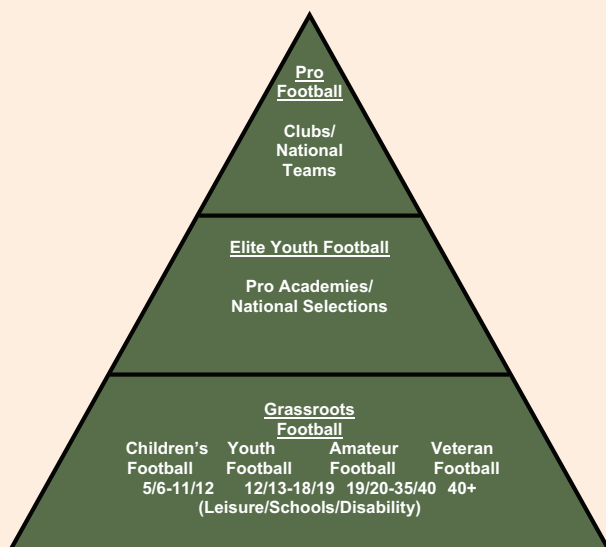 Pro
Football
Clubs/
National
Teams
Elite Youth Football
Pro Academies/
National Selections
Grassroots
Football
Children's Youth Amateur Veteran
Football Football Football Football
5/6-11/12 12/13-18/19 19/20-35/40 40+
(Leisure/Schools/Disability)